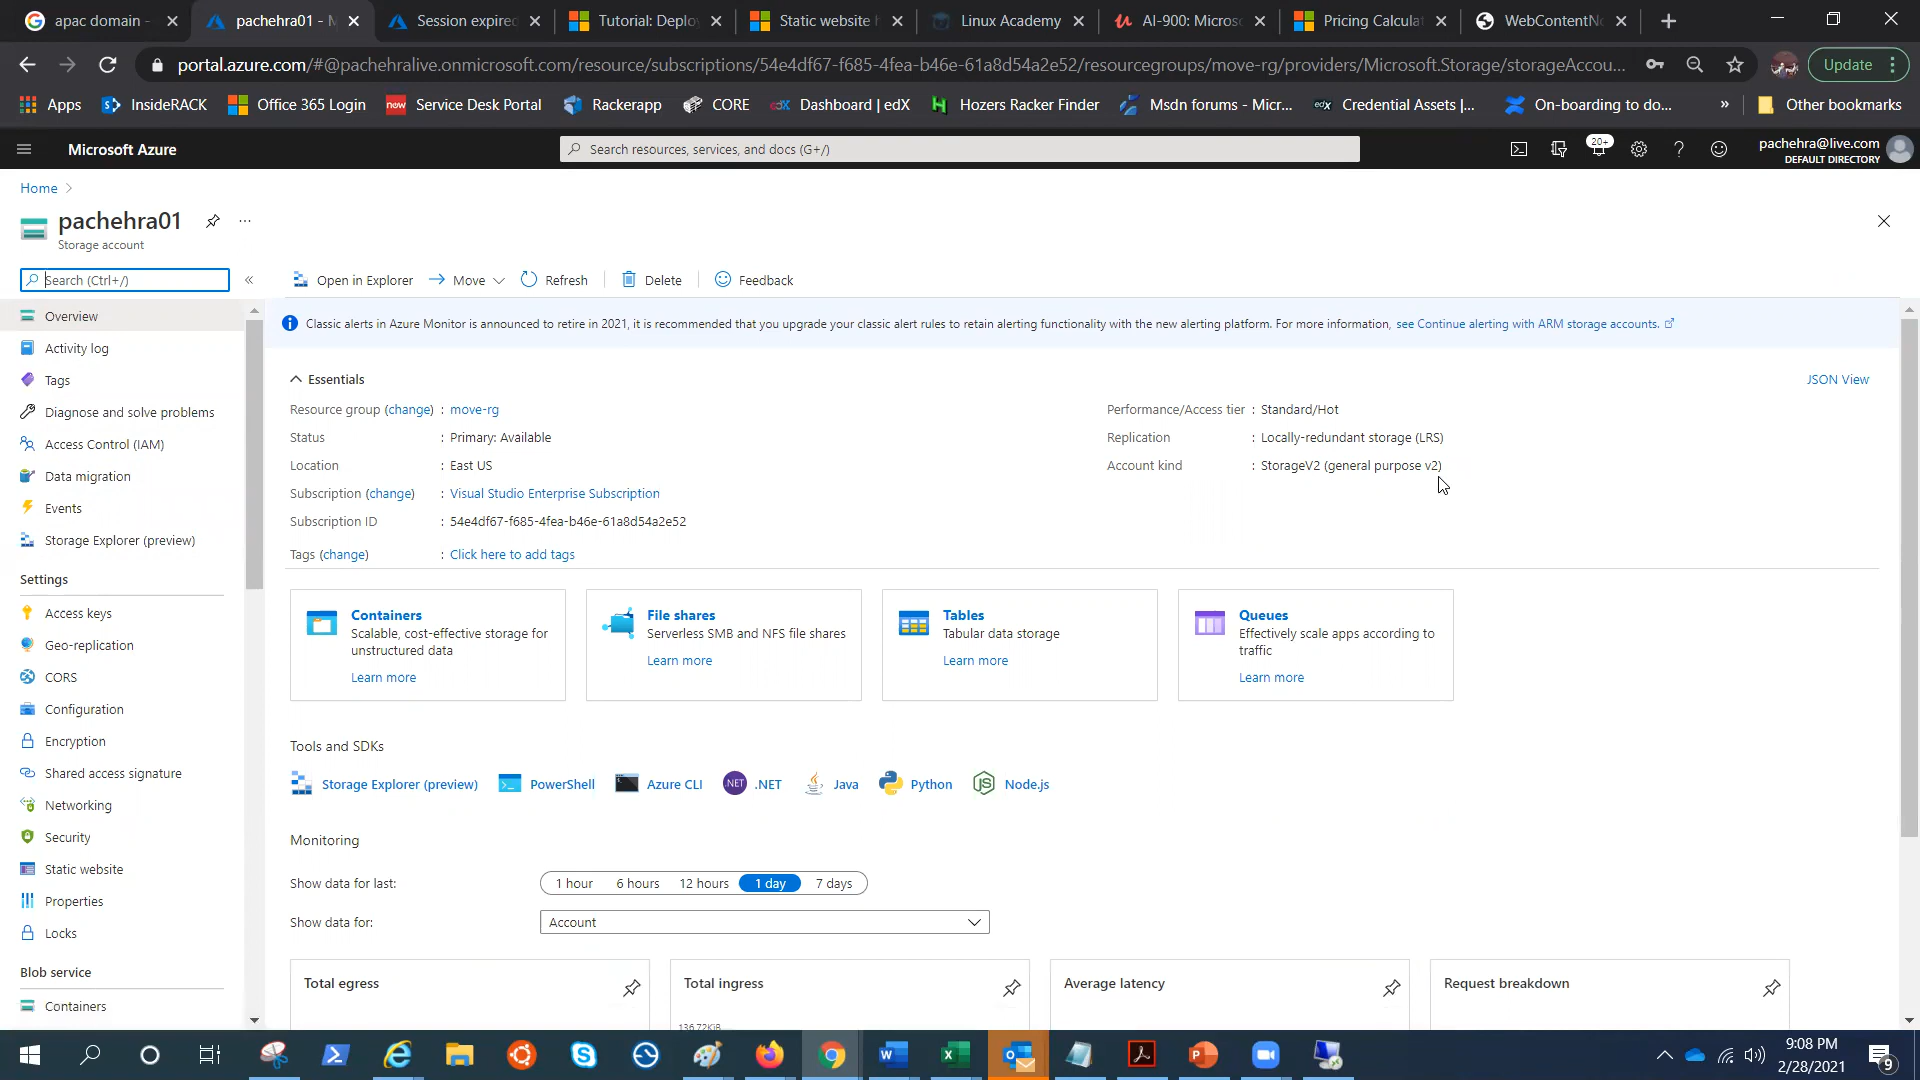 apac domain -
pachehra01 - M
Session expired
Tutorial: Deplo
Static website h
Linux Academy
AI-900: Micros
Pricing Calcula
WebContentNo
portal.azure.com/#@pachehralive.onmicrosoft.com/resource/subscriptions/54e4df67-f685-4fea-b46e-61a8d54a2e52/resourcegroups/move-rg/providers/Microsoft.Storage/storageAccou...
Update
Apps
InsideRACK
Office 365 Login
now Service Desk Portal
Rackerapp
CORE
edX Dashboard | edX
Hozers Racker Finder
Msdn forums - Micr...
edx Credential Assets |...
On-boarding to do...
»
Other bookmarks
Microsoft Azure
Search resources, services, and docs (G+/)
20+
pachehra@live.com
DEFAULT DIRECTORY
Home
pachehra01
Storage account
Search (Ctrl+/)
«
Open in Explorer
Move
Refresh
Delete
Feedback
Overview
Activity log
Tags
Diagnose and solve problems
Access Control (IAM)
Data migration
Events
Storage Explorer (preview)
Settings
Access keys
Geo-replication
CORS
Configuration
Encryption
Shared access signature
Networking
Security
Static website
Properties
Locks
Blob service
Containers
Classic alerts in Azure Monitor is announced to retire in 2021, it is recommended that you upgrade your classic alert rules to retain alerting functionality with the new alerting platform. For more information, see Continue alerting with ARM storage accounts.
Essentials
JSON View
Resource group (change) : move-rg
Status : Primary: Available
Location : East US
Subscription (change) : Visual Studio Enterprise Subscription
Subscription ID : 54e4df67-f685-4fea-b46e-61a8d54a2e52
Tags (change) : Click here to add tags
Performance/Access tier : Standard/Hot
Replication : Locally-redundant storage (LRS)
Account kind : StorageV2 (general purpose v2)
Containers
Scalable, cost-effective storage for
unstructured data
Learn more
File shares
Serverless SMB and NFS file shares
Learn more
Tables
Tabular data storage
Learn more
Queues
Effectively scale apps according to
traffic
Learn more
Tools and SDKs
Storage Explorer (preview)
PowerShell
Azure CLI
.NET
Java
Python
Node.js
Monitoring
Show data for last:
1 hour
6 hours
12 hours
1 day
7 days
Show data for:
Account
Total egress
Total ingress
136.72KiB
Average latency
Request breakdown
9:08 PM
2/28/2021
9